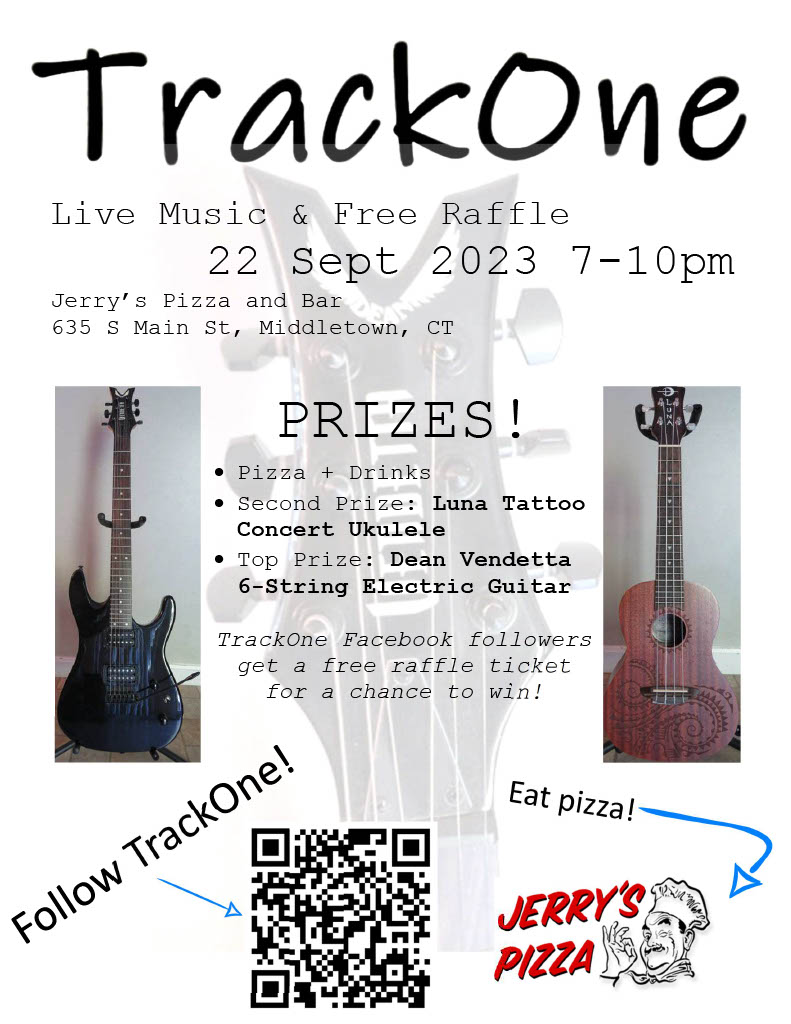 TrackOne
Live Music & Free Raffle
22 Sept 2023 7-10pm
Jerry’s Pizza and Bar
635 S Main St, Middletown, CT
PRIZES!
• Pizza + Drinks
• Second Prize: Luna Tattoo
Concert Ukulele
• Top Prize: Dean Vendetta
6-String Electric Guitar
TrackOne Facebook followers
get a free raffle ticket
for a chance to win!
LUNA
Follow TrackOne!
Eat pizza!
JERRY'S
PIZZA